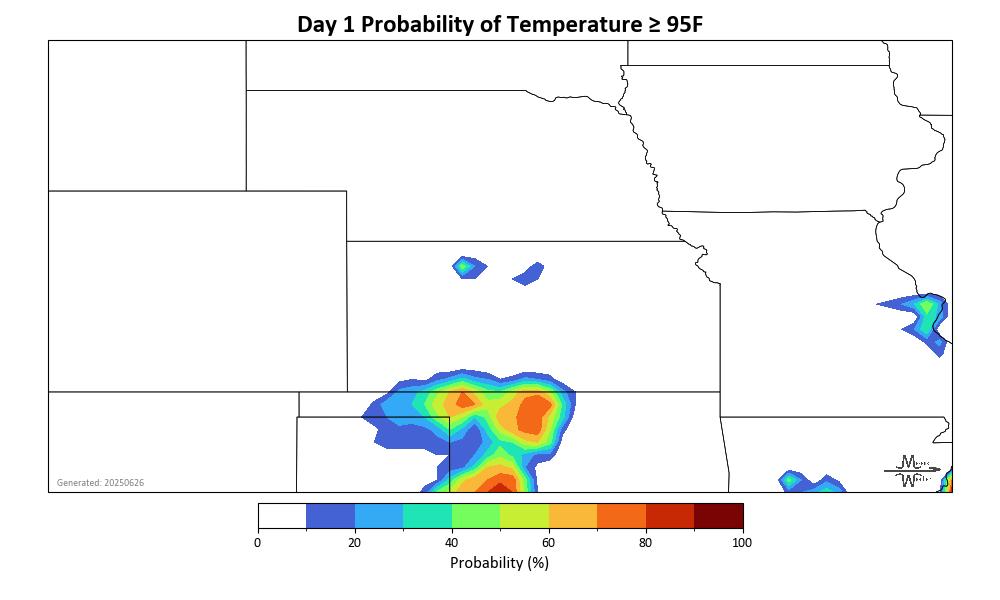 Day 1 Probability of Temperature ≥ 95F
Generated: 20250626
0 20 40 60 80 100
Probability (%)